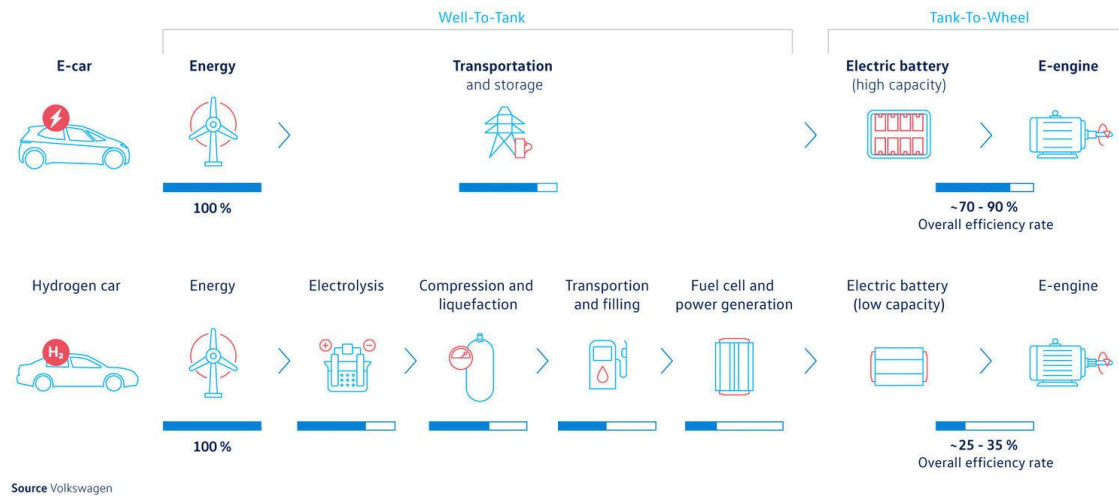 Well-To-Tank
Tank-To-Wheel
E-car
Energy
Transportation
and storage
Electric battery
(high capacity)
E-engine
100 %
~70 - 90 %
Overall efficiency rate
Hydrogen car
Energy
Electrolysis
Compression and
liquefaction
Transportion
and filling
Fuel cell and
power generation
Electric battery
(low capacity)
E-engine
H₂
100 %
~25 - 35 %
Overall efficiency rate
Source Volkswagen